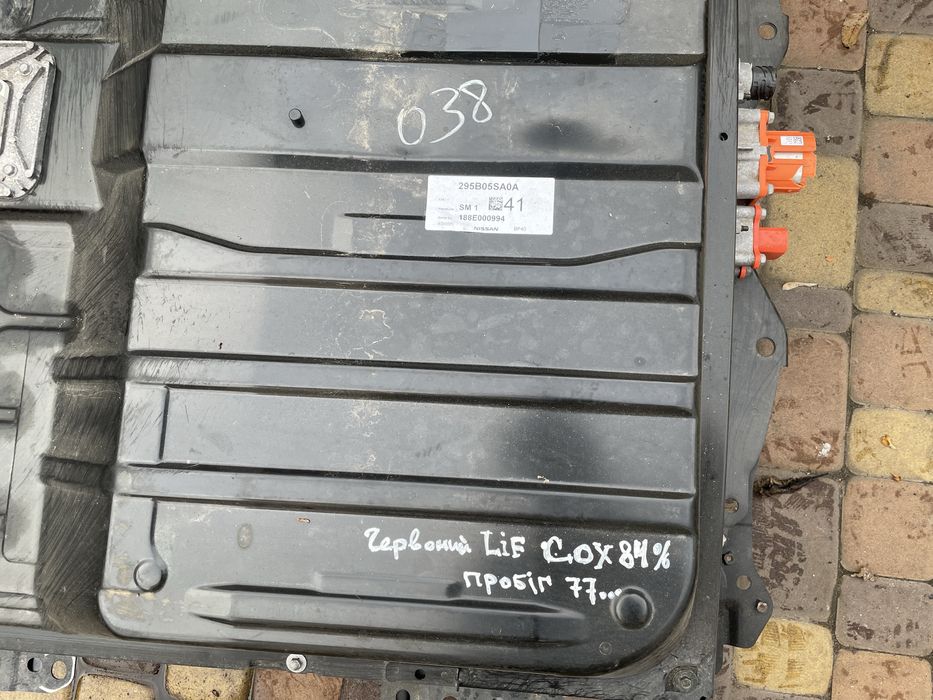 038
295B05SA0A
SM 1
41
188E000994
NISSAN
Червоний LiF СОХ 84%
пробіг 77...